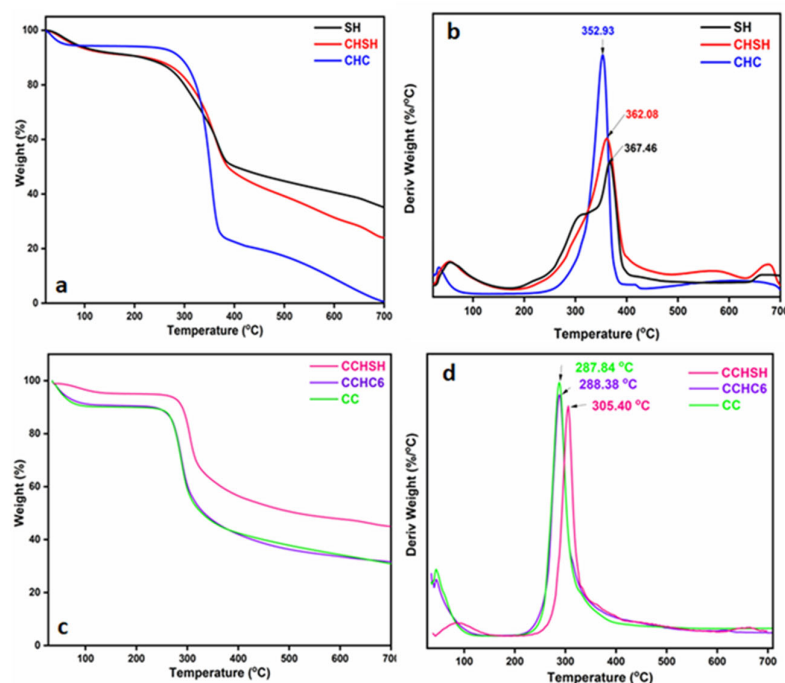 SH
CHSH
CHC
100
80
60
40
20
0
Weight (%)
a
100 200 300 400 500 600 700
Temperature (°C)
b
352.93
SH
CHSH
CHC
362.08
367.46
Deriv Weight (%/°C)
100 200 300 400 500 600 700
Temperature (°C)
CCHSH
CCHC6
CC
100
80
60
40
20
0
Weight (%)
c
100 200 300 400 500 600 700
Temperature (°C)
d
287.84 °C
288.38 °C
305.40 °C
CCHSH
CCHC6
CC
Deriv Weight (%/°C)
100 200 300 400 500 600 700
Temperature (°C)